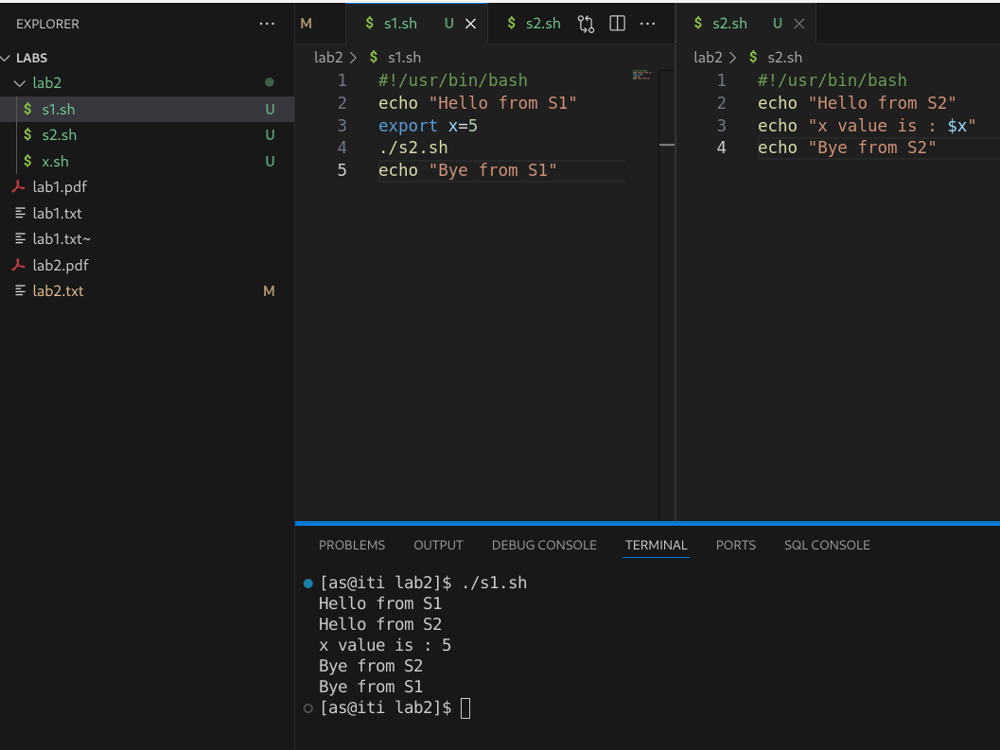 EXPLORER ···
LABS
lab2
$ s1.sh U
$ s2.sh U
$ x.sh U
lab1.pdf
lab1.txt
lab1.txt~
lab2.pdf
lab2.txt M
M $ s1.sh U $ s2.sh ···
lab2 > $ s1.sh
1 #!/usr/bin/bash
2 echo "Hello from S1"
3 export x=5
4 ./s2.sh
5 echo "Bye from S1"
$ s2.sh U
lab2 > $ s2.sh
1 #!/usr/bin/bash
2 echo "Hello from S2"
3 echo "x value is : $x"
4 echo "Bye from S2"
PROBLEMS OUTPUT DEBUG CONSOLE TERMINAL PORTS SQL CONSOLE
[as@iti lab2]$ ./s1.sh
Hello from S1
Hello from S2
x value is : 5
Bye from S2
Bye from S1
[as@iti lab2]$